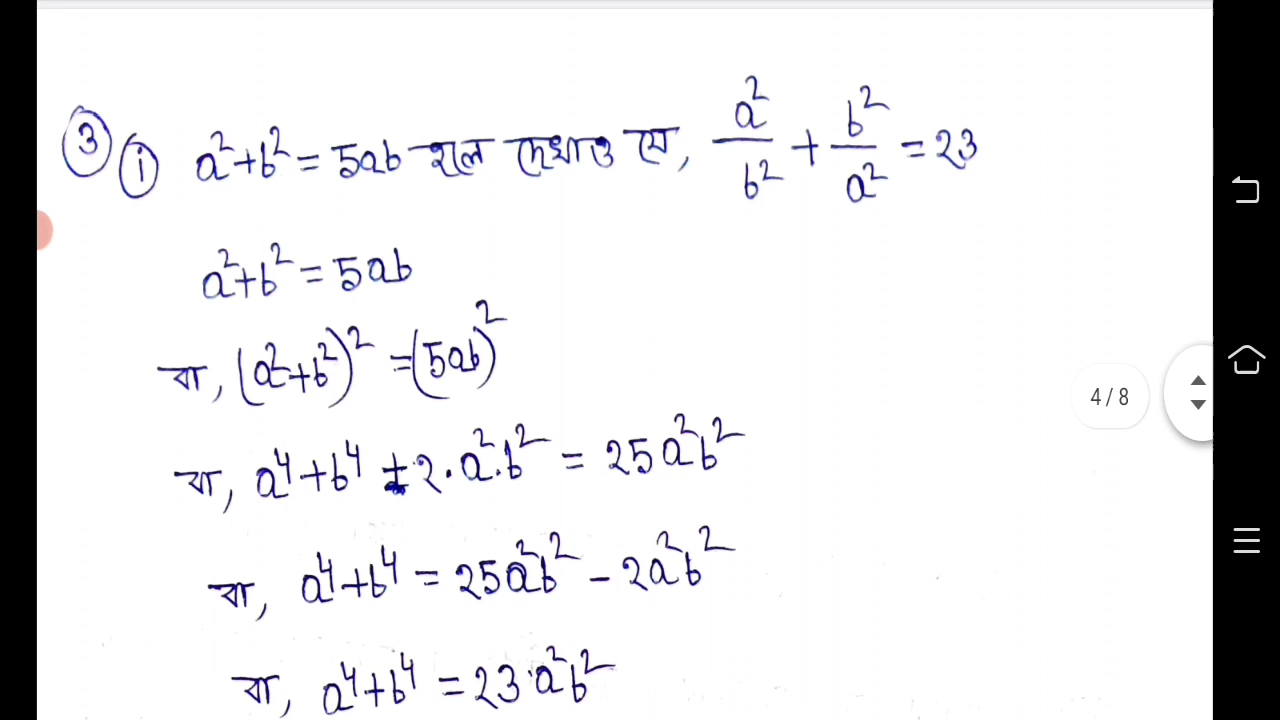 ③ ⓘ a²+b² = 5ab হলে দেখাও যে, a²/b² + b²/a² = 23
a²+b² = 5ab
বা, (a²+b²)² = (5ab)²
বা, a⁴+b⁴ +2·a²·b² = 25a²b²
4 / 8
বা, a⁴+b⁴ = 25a²b² − 2a²b²
বা, a⁴+b⁴ = 23·a²b²